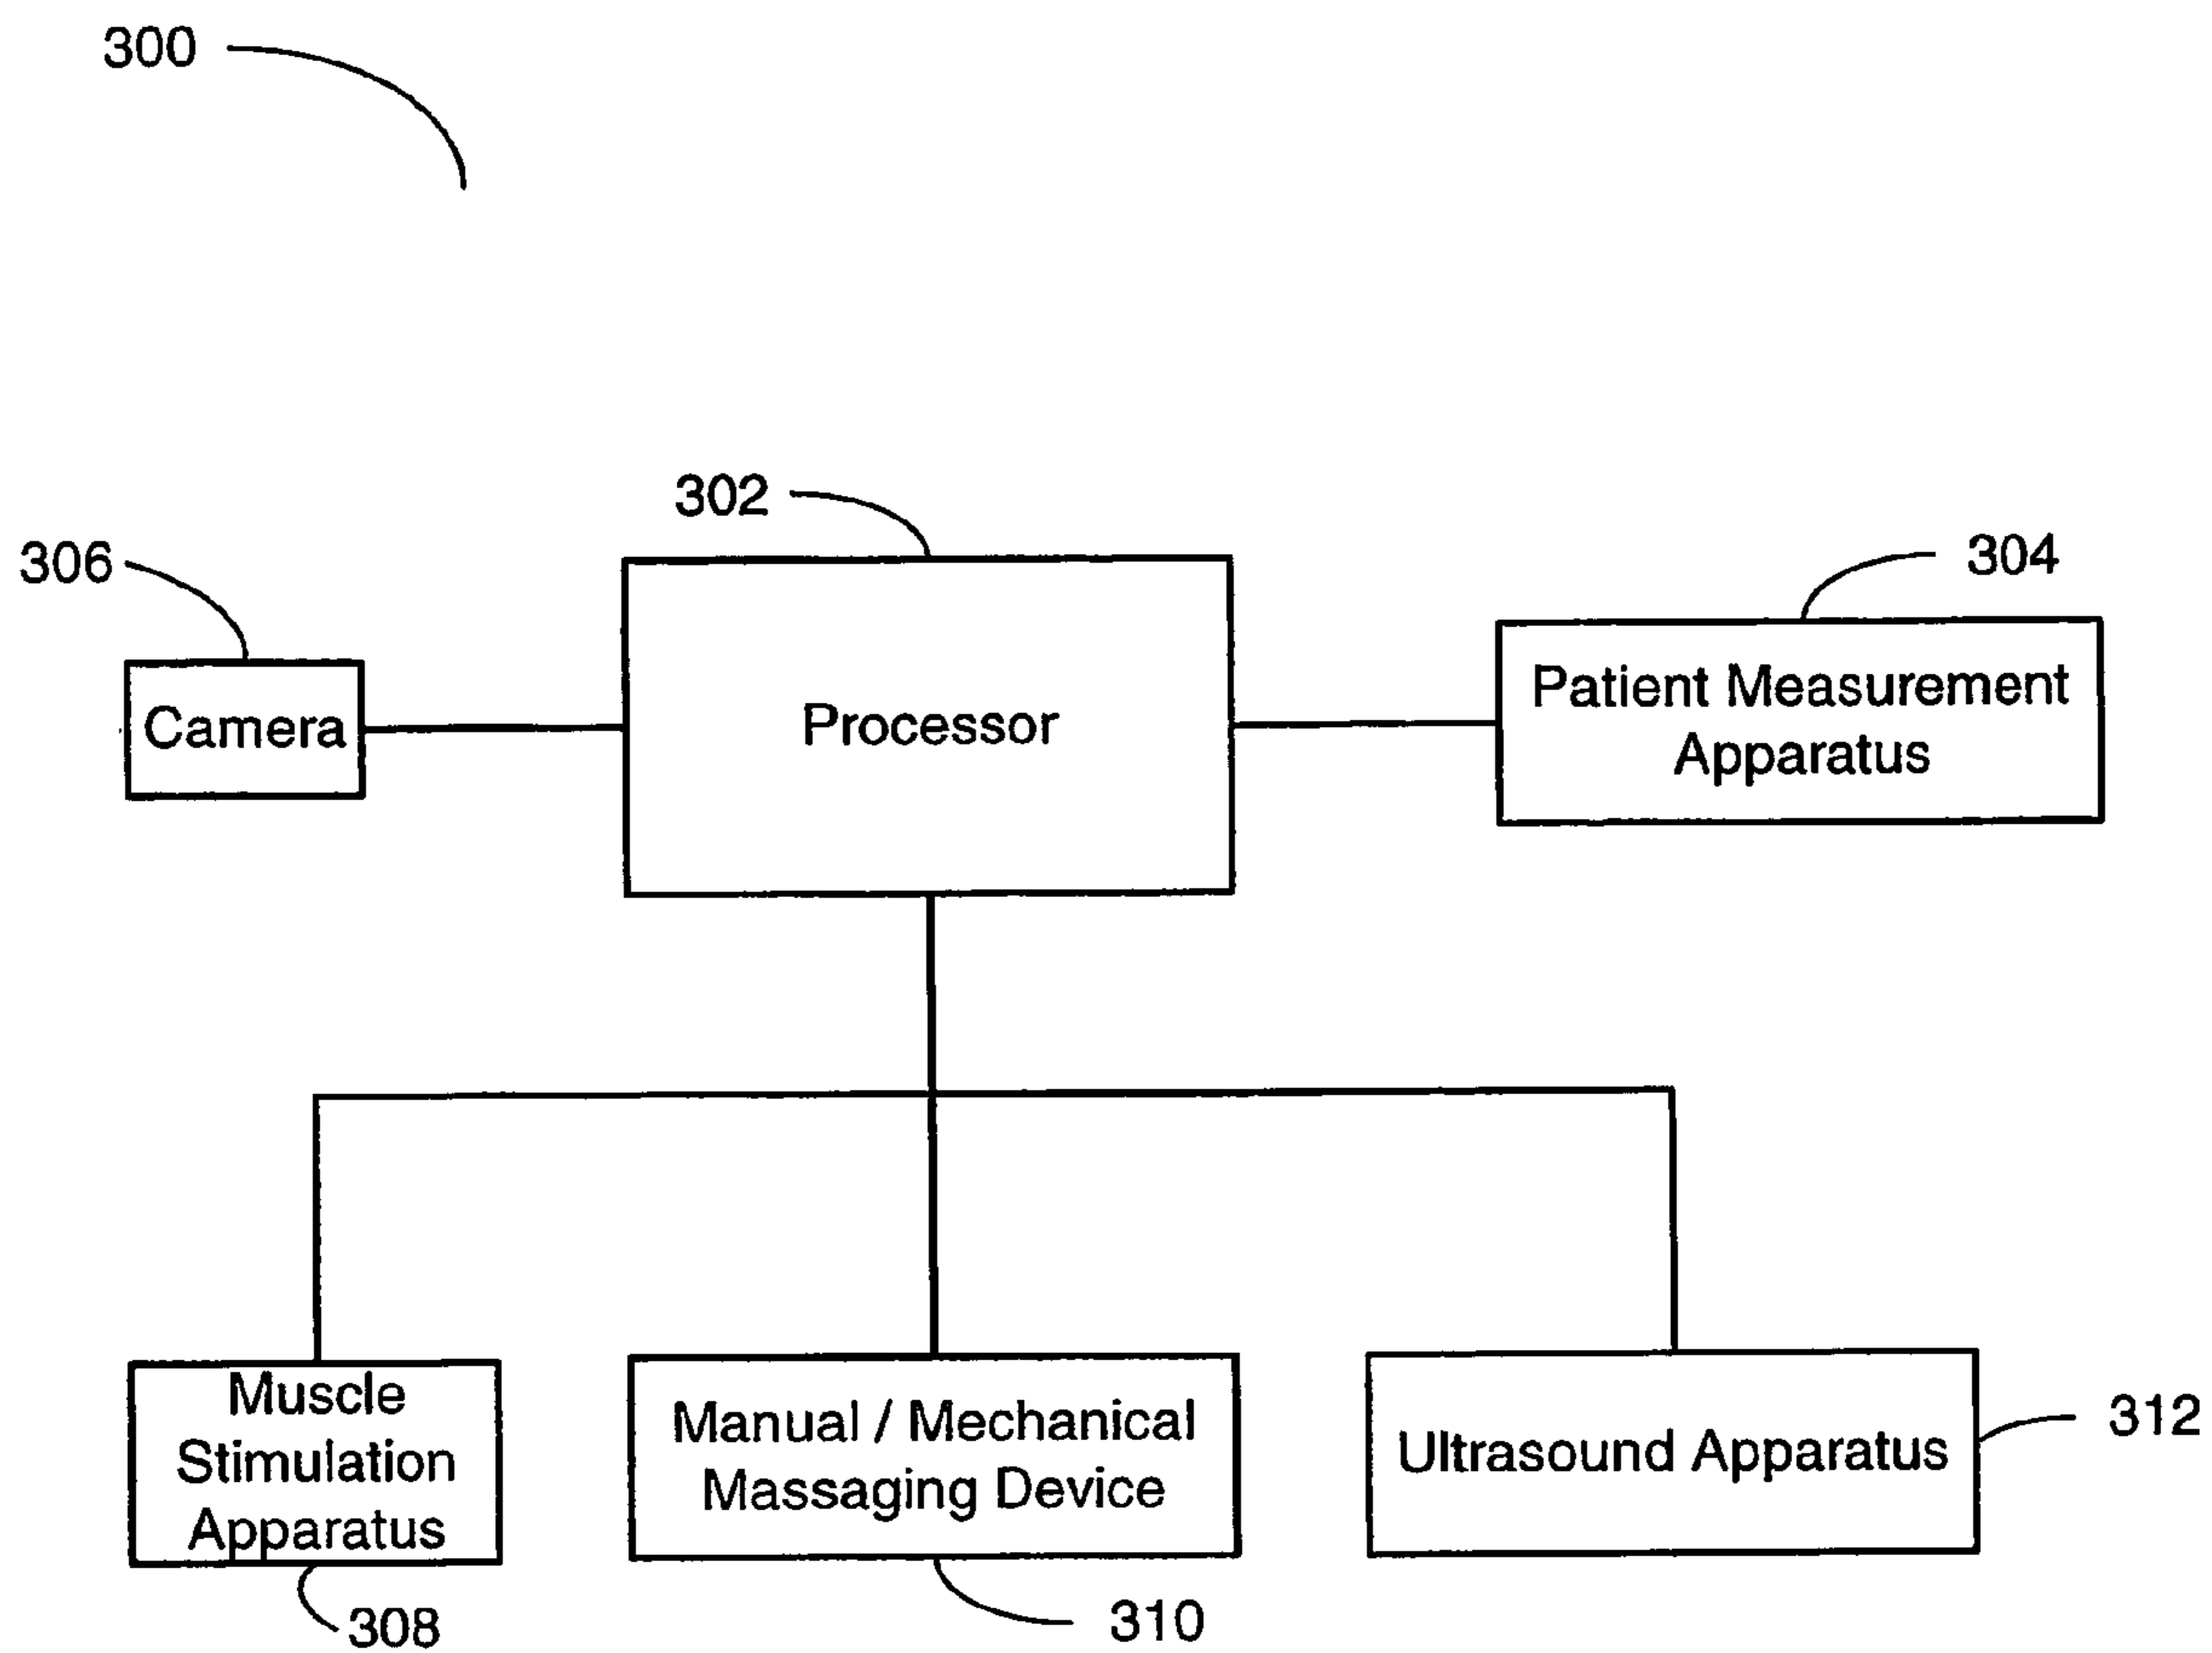 300
302
306
304
Camera
Processor
Patient Measurement
Apparatus
Muscle
Stimulation
Apparatus
Manual / Mechanical
Massaging Device
Ultrasound Apparatus
312
308
310